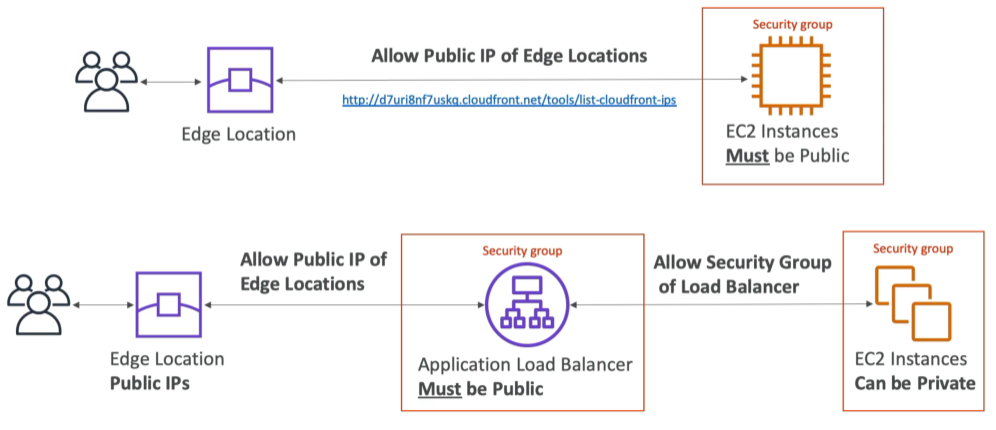 Security group
Allow Public IP of Edge Locations
http://d7uri8nf7uskq.cloudfront.net/tools/list-cloudfront-ips
Edge Location
EC2 Instances
Must be Public
Security group
Allow Public IP of
Edge Locations
Security group
Allow Security Group
of Load Balancer
Edge Location
Public IPs
Application Load Balancer
Must be Public
EC2 Instances
Can be Private